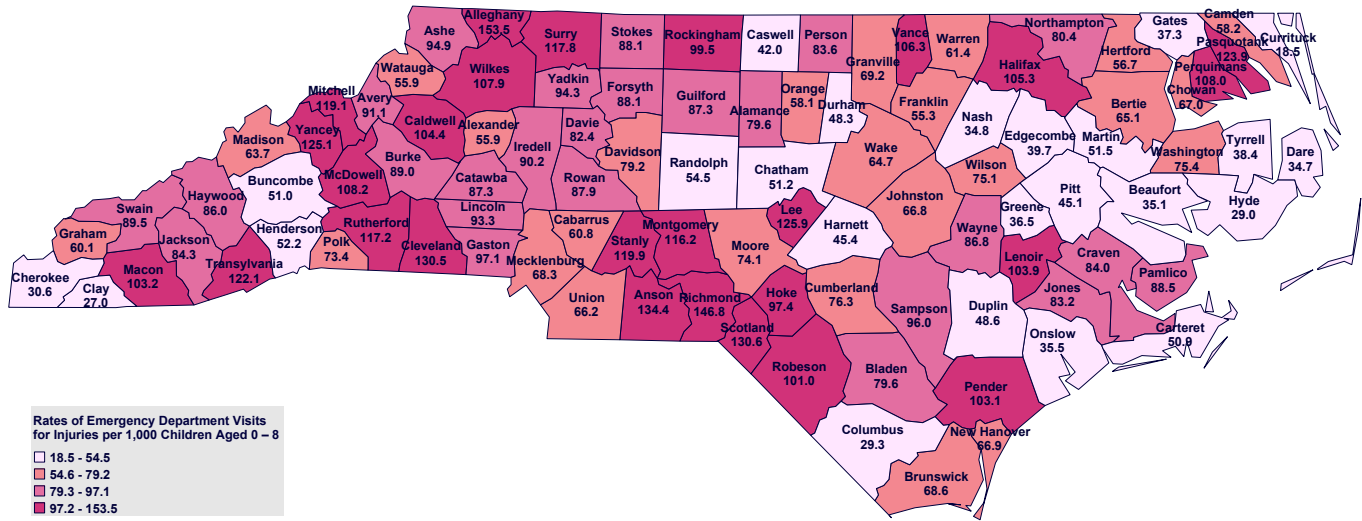 Alleghany
153.5
Ashe
94.9
Surry
117.8
Stokes
88.1
Rockingham
99.5
Caswell
42.0
Person
83.6
Vance
106.3
Warren
61.4
Granville
69.2
Northampton
80.4
Gates
37.3
Camden
58.2
Currituck
18.5
Pasquotank
123.9
Perquimans
108.0
Chowan
67.0
Hertford
56.7
Halifax
105.3
Bertie
65.1
Watauga
55.9
Wilkes
107.9
Yadkin
94.3
Forsyth
88.1
Guilford
87.3
Alamance
79.6
Orange
58.1
Durham
48.3
Franklin
55.3
Nash
34.8
Edgecombe
39.7
Martin
51.5
Washington
75.4
Tyrrell
38.4
Dare
34.7
Mitchell
119.1
Avery
91.1
Yancey
125.1
Caldwell
104.4
Alexander
55.9
Iredell
90.2
Davie
82.4
Davidson
79.2
Randolph
54.5
Chatham
51.2
Wake
64.7
Wilson
75.1
Pitt
45.1
Beaufort
35.1
Hyde
29.0
Madison
63.7
Buncombe
51.0
McDowell
108.2
Burke
89.0
Catawba
87.3
Rowan
87.9
Johnston
66.8
Greene
36.5
Swain
89.5
Haywood
86.0
Henderson
52.2
Rutherford
117.2
Lincoln
93.3
Cabarrus
60.8
Stanly
119.9
Montgomery
116.2
Moore
74.1
Lee
125.9
Harnett
45.4
Wayne
86.8
Lenoir
103.9
Craven
84.0
Pamlico
88.5
Graham
60.1
Jackson
84.3
Transylvania
122.1
Polk
73.4
Cleveland
130.5
Gaston
97.1
Mecklenburg
68.3
Cherokee
30.6
Clay
27.0
Macon
103.2
Union
66.2
Anson
134.4
Richmond
146.8
Scotland
130.6
Hoke
97.4
Cumberland
76.3
Sampson
96.0
Duplin
48.6
Jones
83.2
Onslow
35.5
Carteret
50.9
Robeson
101.0
Bladen
79.6
Pender
103.1
Columbus
29.3
New Hanover
66.9
Brunswick
68.6
Rates of Emergency Department Visits
for Injuries per 1,000 Children Aged 0 – 8
18.5 - 54.5
54.6 - 79.2
79.3 - 97.1
97.2 - 153.5